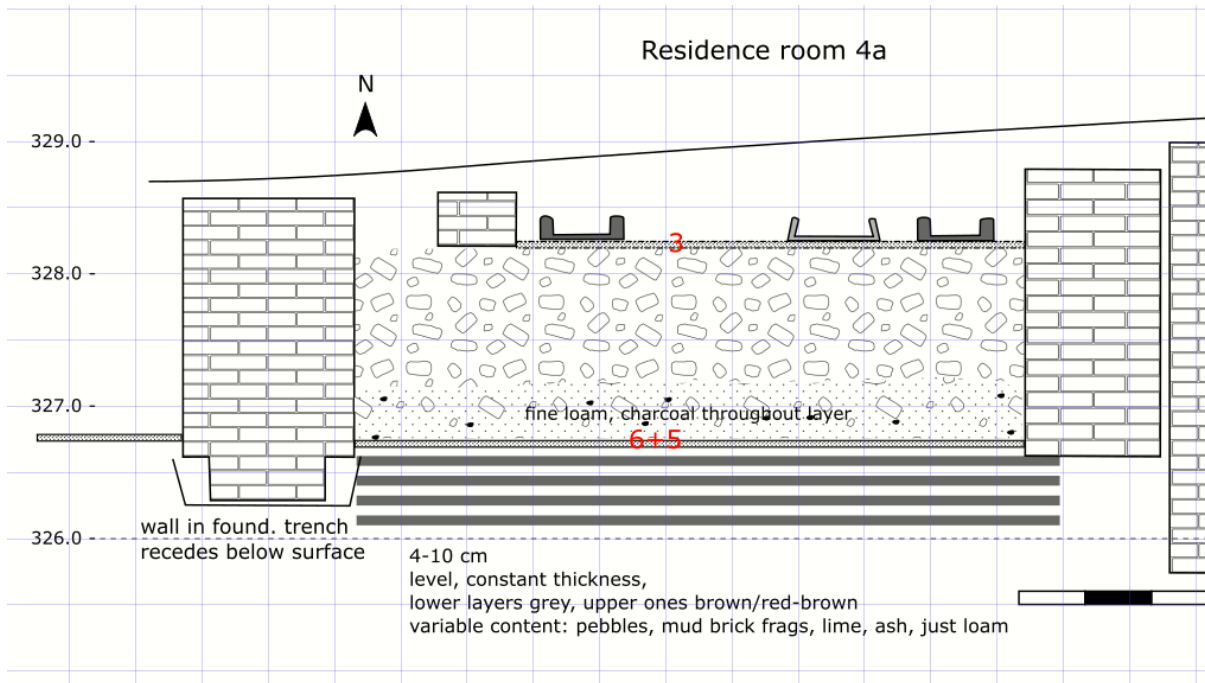 Residence room 4a
N
329.0 -
3
328.0 -
327.0 -
fine loam, charcoal throughout layer
6+5
wall in found. trench
recedes below surface
326.0 -
4-10 cm
level, constant thickness,
lower layers grey, upper ones brown/red-brown
variable content: pebbles, mud brick frags, lime, ash, just loam